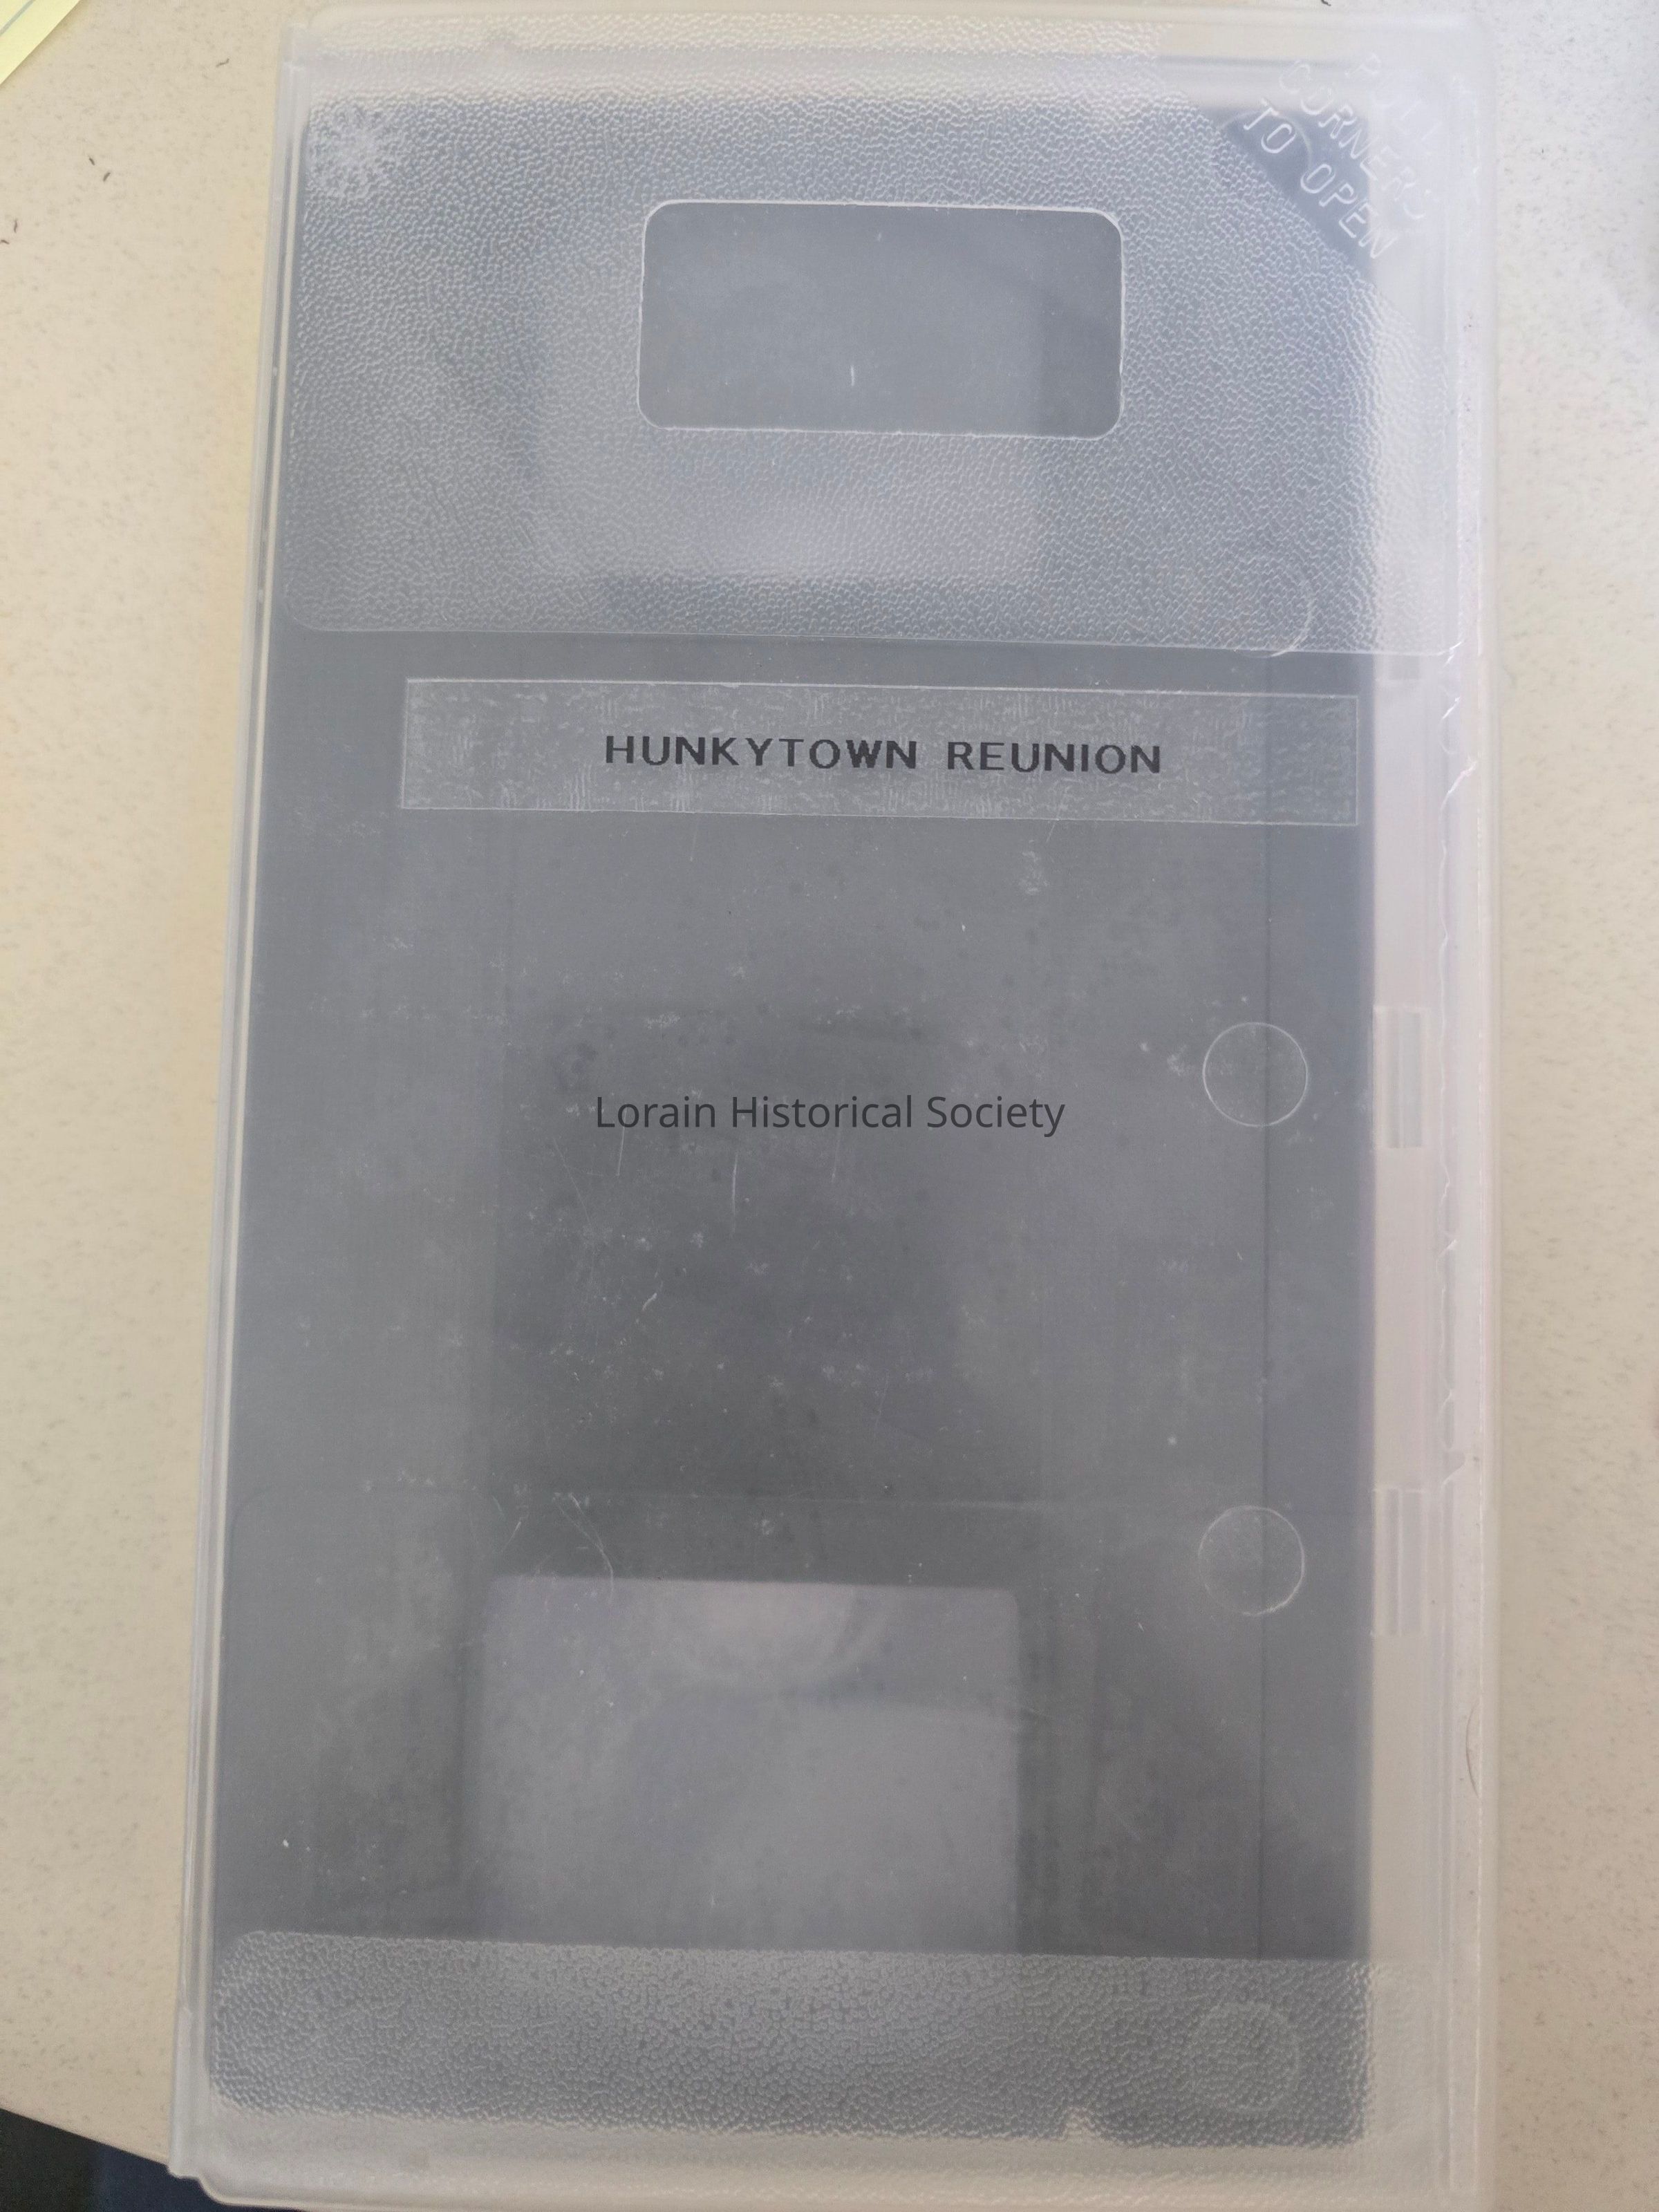 PULL
CORNERS
TO OPEN
HUNKYTOWN REUNION
Lorain Historical Society